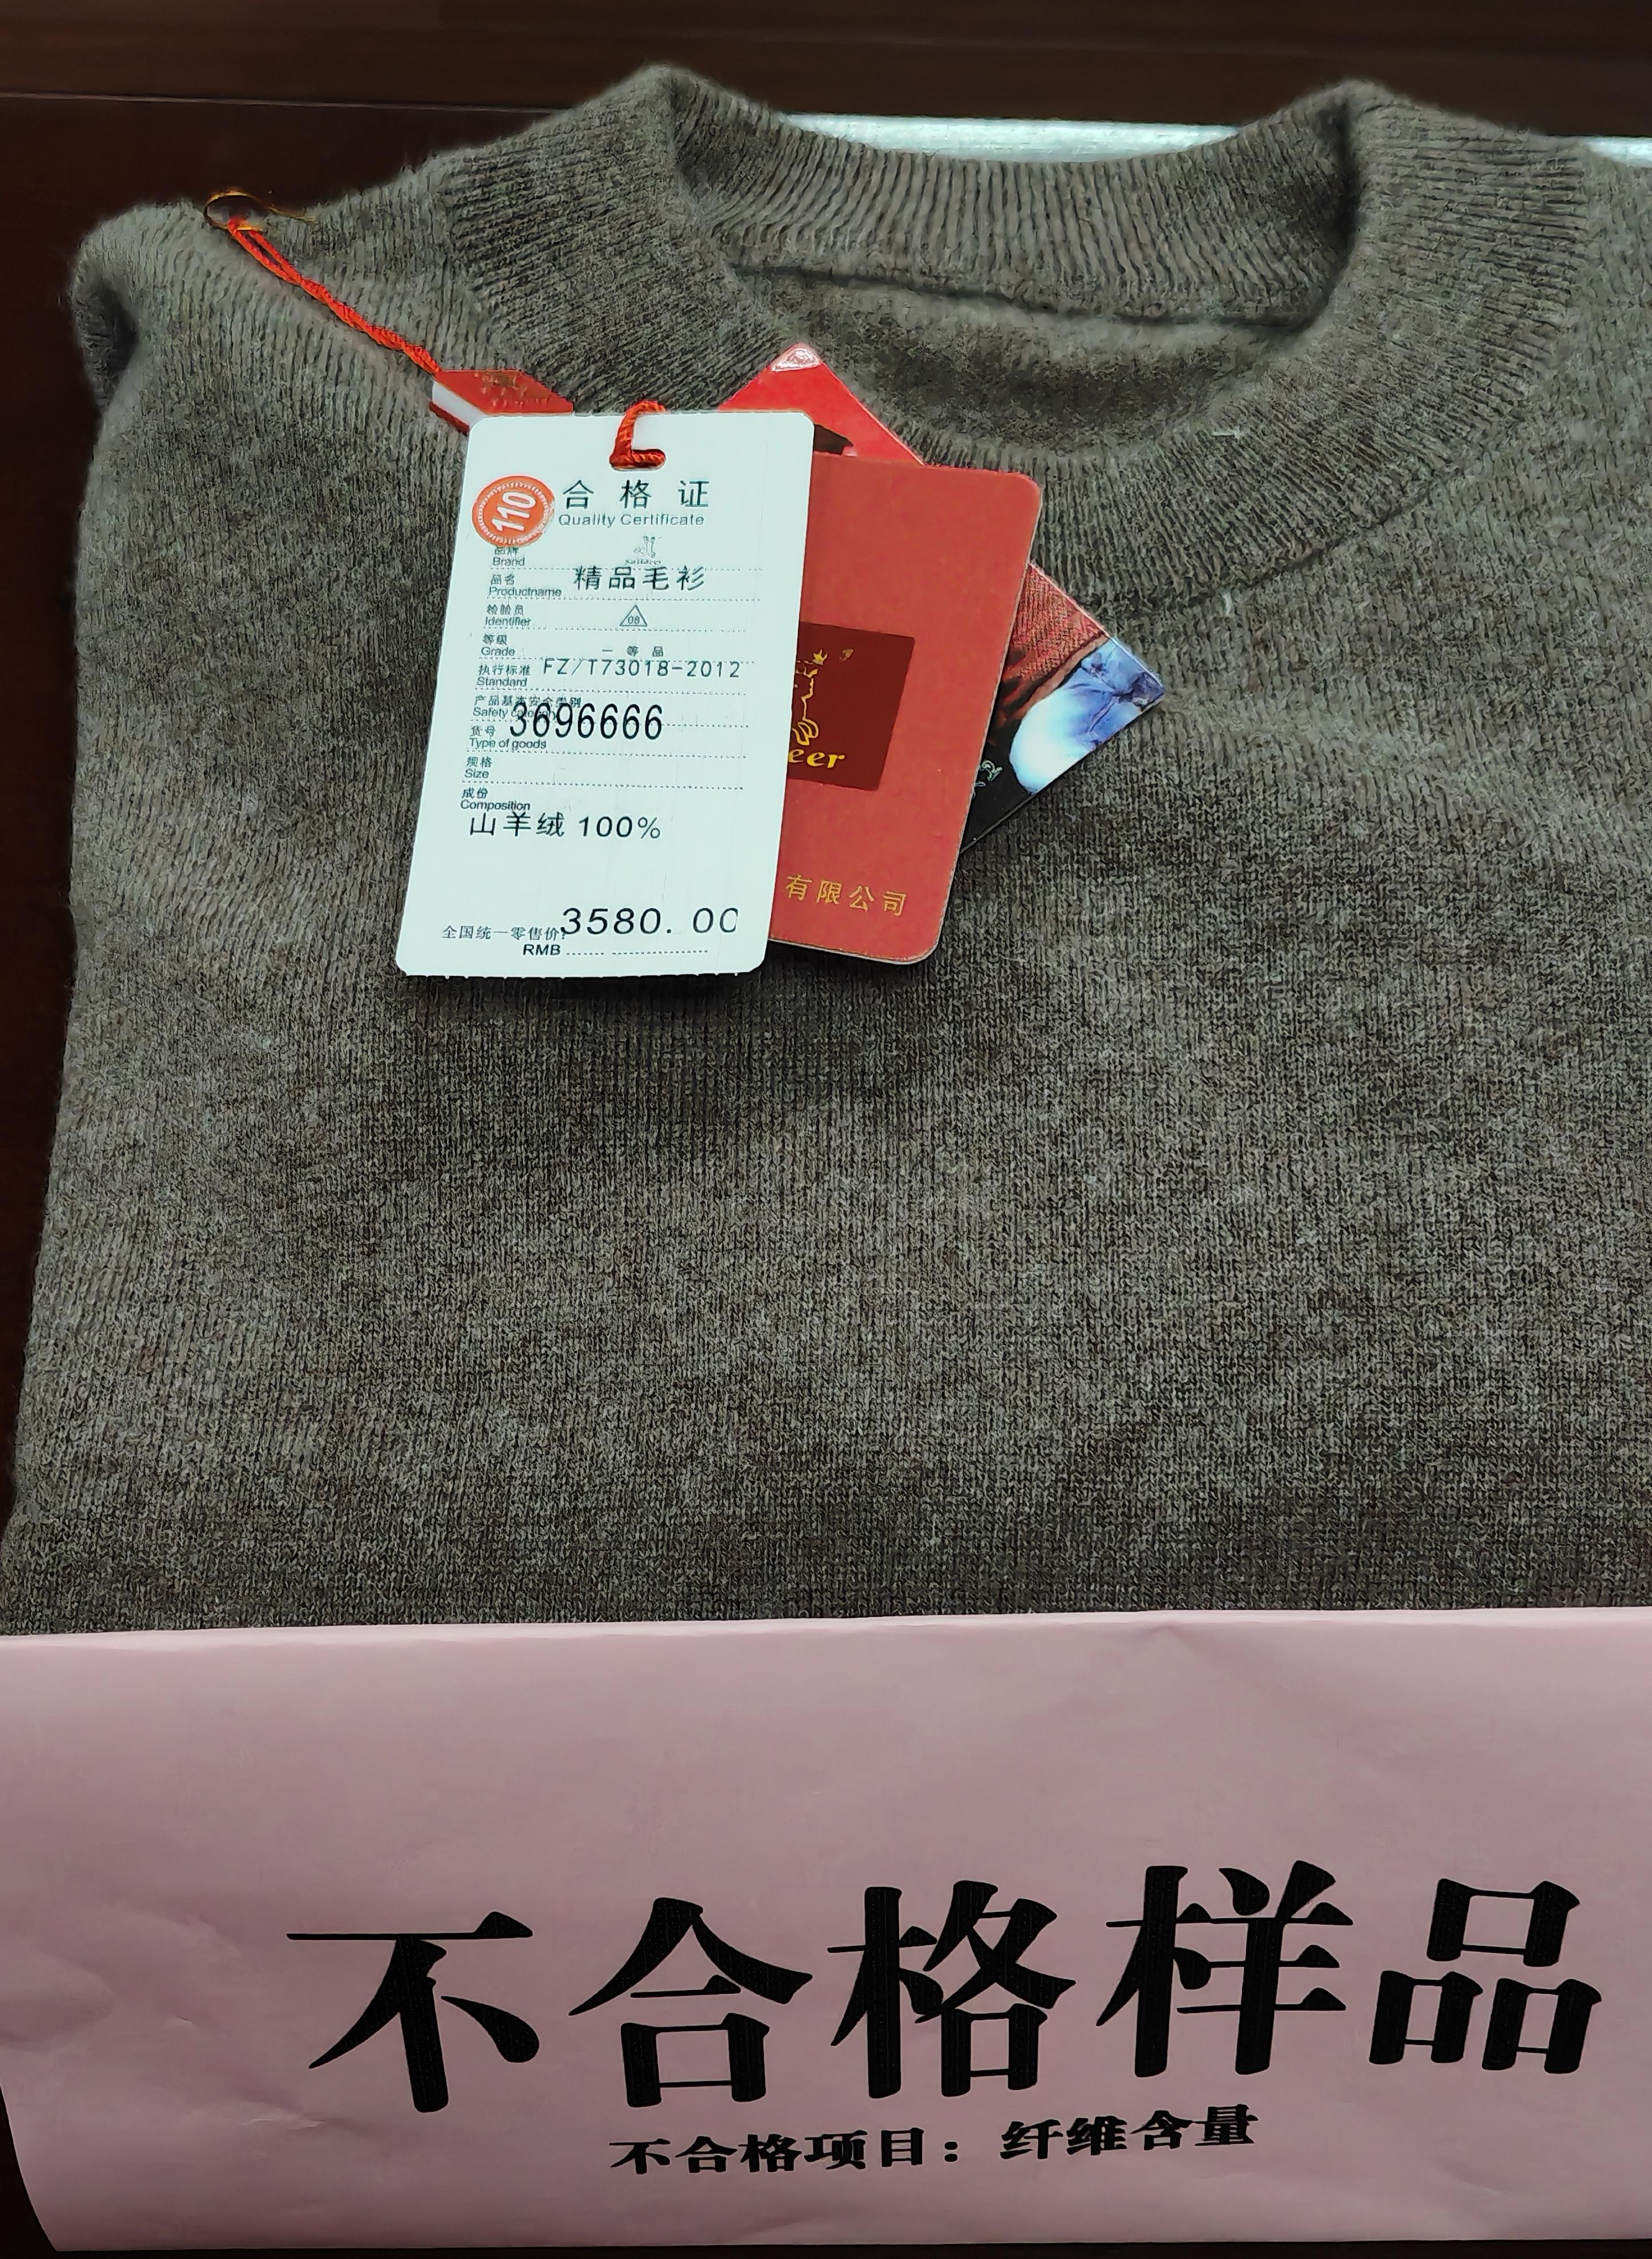 110
合格证
Quality Certificate
品牌
Brand
品名 精品毛衫
Productname
检验员
Identifier 08
等级 一等品
Grade
执行标准 FZ/T73018-2012
Standard
产品基本安全类别
Safety category
货号 3696666
Type of goods
规格
Size
成份
Composition
山羊绒 100%
全国统一零售价: 3580.00
RMB
eer
有限公司
不合格样品
不合格项目：纤维含量